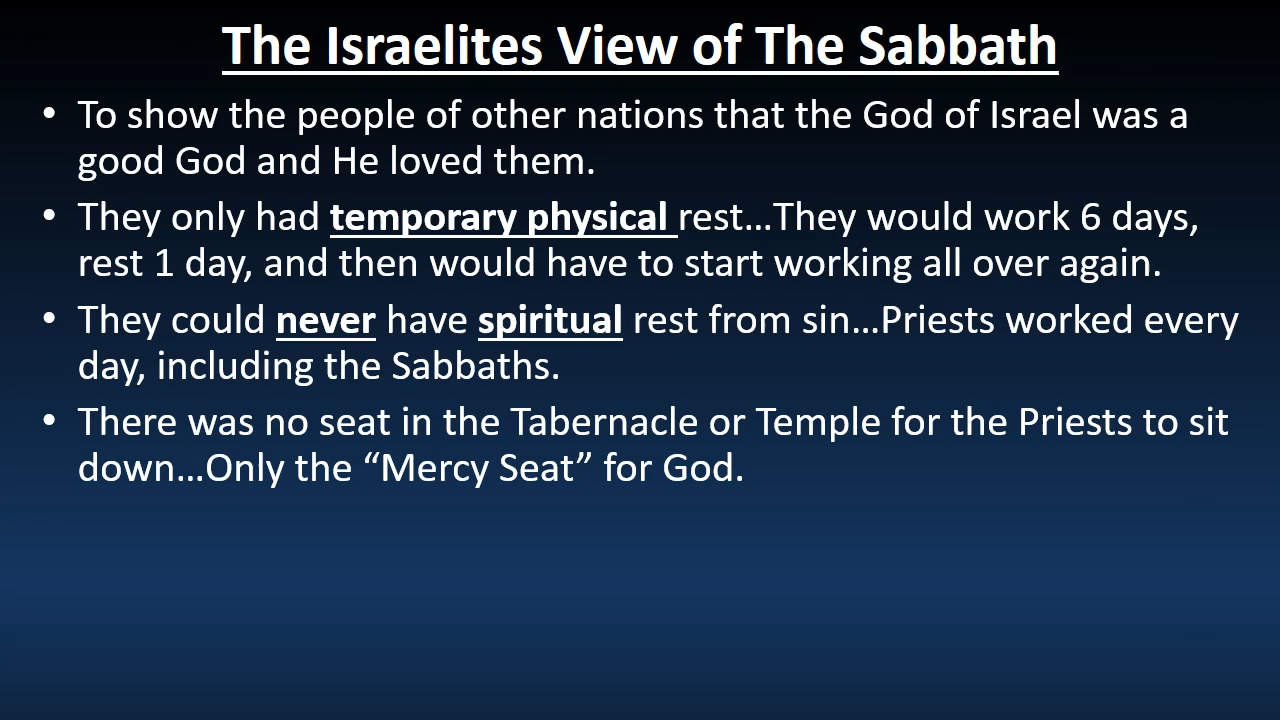 The Israelites View of The Sabbath
• To show the people of other nations that the God of Israel was a
good God and He loved them.
• They only had temporary physical rest...They would work 6 days,
rest 1 day, and then would have to start working all over again.
• They could never have spiritual rest from sin...Priests worked every
day, including the Sabbaths.
• There was no seat in the Tabernacle or Temple for the Priests to sit
down...Only the “Mercy Seat” for God.